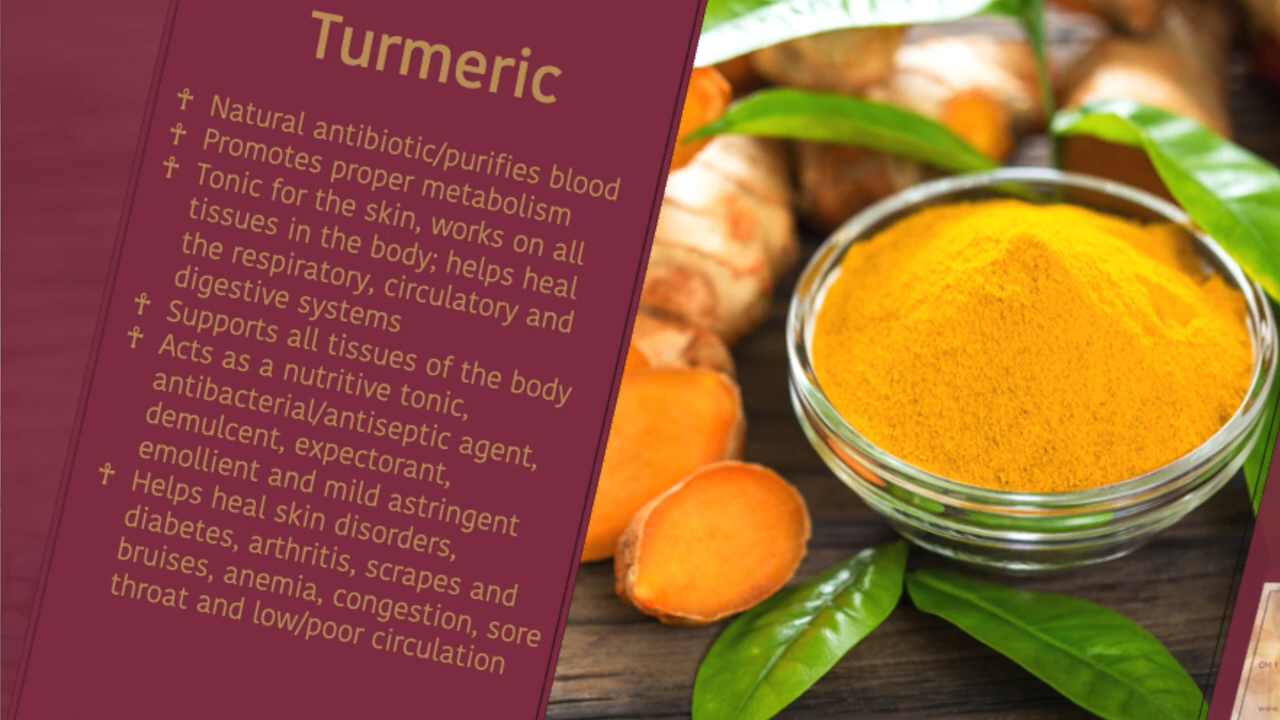 Turmeric
☥ Natural antibiotic/purifies blood
☥ Promotes proper metabolism
☥ Tonic for the skin, works on all
tissues in the body; helps heal
the respiratory, circulatory and
digestive systems
☥ Supports all tissues of the body
☥ Acts as a nutritive tonic,
antibacterial/antiseptic agent,
demulcent, expectorant,
emollient and mild astringent
☥ Helps heal skin disorders,
diabetes, arthritis, scrapes and
bruises, anemia, congestion, sore
throat and low/poor circulation